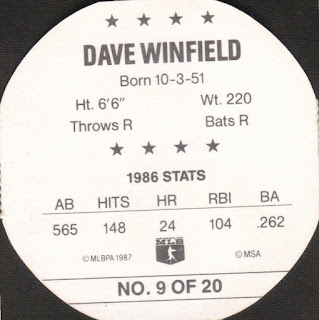 ★ ★ ★ ★
DAVE WINFIELD
Born 10-3-51
Ht. 6'6" Wt. 220
Throws R Bats R
★ ★ ★ ★
1986 STATS
AB HITS HR RBI BA
565 148 24 104 .262
©MLBPA 1987 MLB ©MSA
NO. 9 OF 20